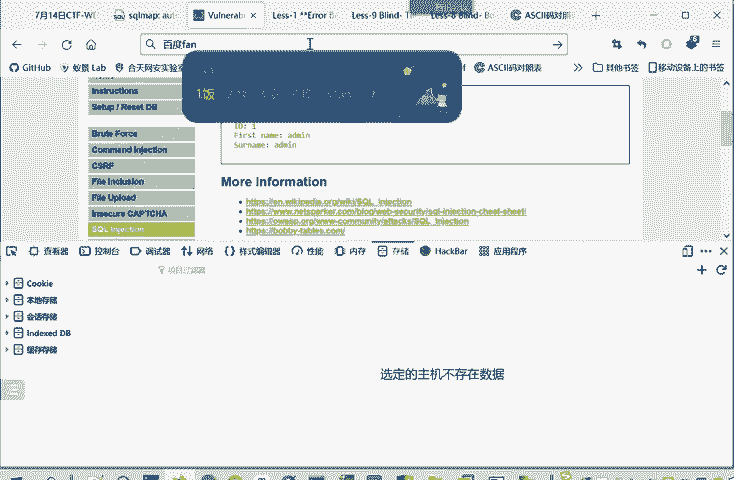 7月14日C1F-WE
sqlmap: auto
Vulnerab
Less-1 **Error B
Less-9 Blind- T
Less-8 Blind- Bo
ASCII码对照
百度fan
GitHub
蚁景 Lab
合天网安实验室
ASCII码对照表
其他书签
移动设备上的书签
1饭
Instructions
Setup / Reset DB
Brute Force
Command Injection
CSRF
File Inclusion
File Upload
Insecure CAPTCHA
SQL Injection
ID: 1
First name: admin
Surname: admin
More Information
https://en.wikipedia.org/wiki/SQL_injection
https://www.netsparker.com/blog/web-security/sql-injection-cheat-sheet/
https://owasp.org/www-community/attacks/SQL_Injection
https://bobby-tables.com/
查看器
控制台
调试器
网络
样式编辑器
性能
内存
存储
HackBar
应用程序
项目过滤器
Cookie
本地存储
会话存储
Indexed DB
缓存存储
选定的主机不存在数据